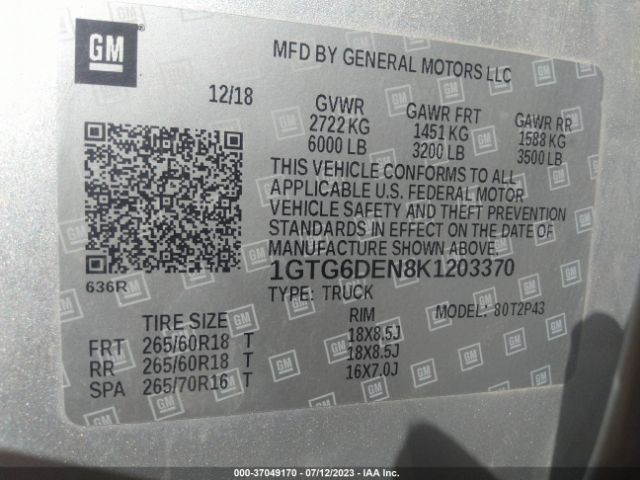 GM
MFD BY GENERAL MOTORS LLC
12/18
GVWR GAWR FRT GAWR RR
2722 KG 1451 KG 1588 KG
6000 LB 3200 LB 3500 LB
THIS VEHICLE CONFORMS TO ALL
APPLICABLE U.S. FEDERAL MOTOR
VEHICLE SAFETY AND THEFT PREVENTION
STANDARDS IN EFFECT ON THE DATE OF
MANUFACTURE SHOWN ABOVE.
636R
1GTG6DEN8K1203370
TYPE: TRUCK MODEL: 80T2P43
TIRE SIZE RIM
FRT 265/60R18 T 18X8.5J
RR 265/60R18 T 18X8.5J
SPA 265/70R16 T 16X7.0J
000-37049170 - 07/12/2023 - IAA Inc.